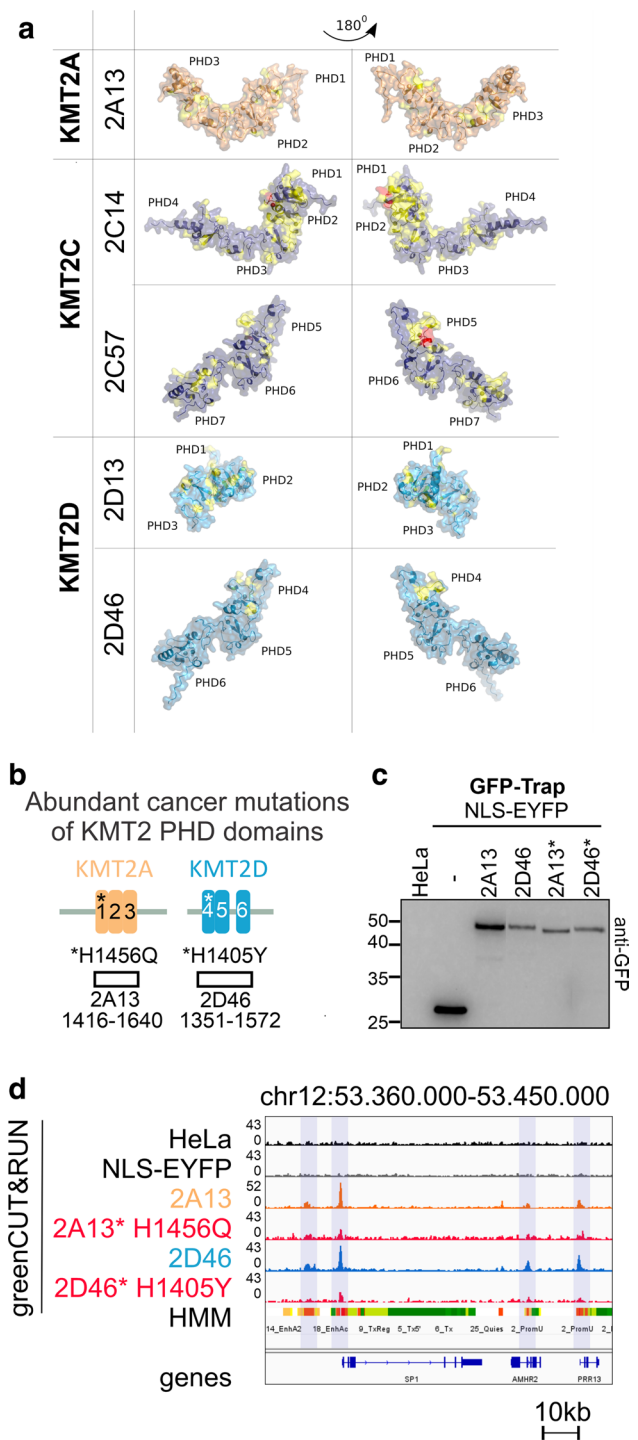 a
180⁰
KMT2A
2A13
PHD3
PHD1
PHD2
PHD1
PHD3
PHD2
KMT2C
2C14
PHD1
PHD4
PHD2
PHD3
PHD1
PHD4
PHD2
PHD3
2C57
PHD5
PHD6
PHD7
PHD5
PHD6
PHD7
KMT2D
2D13
PHD1
PHD2
PHD3
PHD1
PHD2
PHD3
2D46
PHD4
PHD5
PHD6
PHD4
PHD5
PHD6
b
Abundant cancer mutations
of KMT2 PHD domains
KMT2A KMT2D
* *
1 2 3 4 5 6
*H1456Q *H1405Y
2A13 2D46
1416-1640 1351-1572
c
GFP-Trap
NLS-EYFP
HeLa - 2A13 2D46 2A13* 2D46*
50
40
35
25
anti-GFP
d
chr12:53.360.000-53.450.000
greenCUT&RUN
HeLa 43 0
NLS-EYFP 43 0
2A13 52 0
2A13* H1456Q 43 0
2D46 43 0
2D46* H1405Y 43 0
HMM
14_EnhA2 18_EnhAc 9_TxReg 5_Tx5' 6_Tx 25_Quies 2_PromU 2_PromU 2_F
genes
SP1 AMHR2 PRR13
10kb